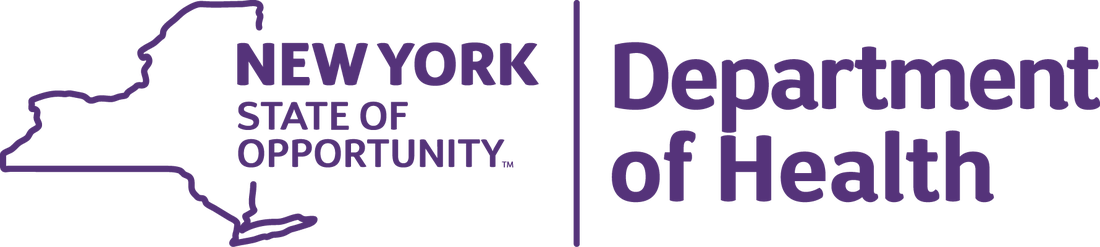 NEW YORK
STATE OF
OPPORTUNITY™
Department
of Health